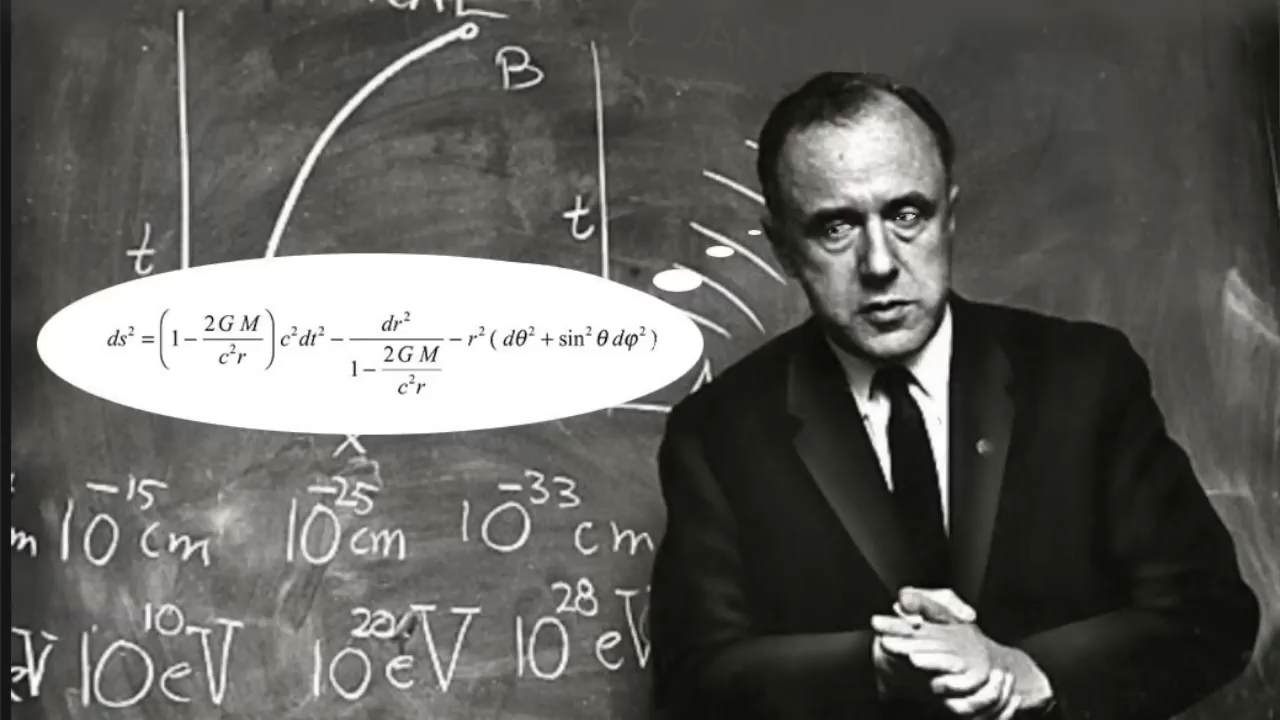 B
t
t
ds² = (1 − 2GM/c²r) c²dt² − dr²/(1 − 2GM/c²r) − r² (dθ² + sin² θ dφ²)
x
10⁻¹⁵ cm 10⁻²⁵ cm 10⁻³³ cm
eV 10¹⁰ eV 10²⁰ eV 10²⁸ eV